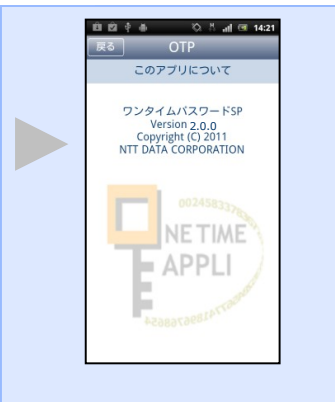 14:21
戻る
OTP
このアプリについて
ワンタイムパスワードSP
Version 2.0.0
Copyright (C) 2011
NTT DATA CORPORATION
NE TIME
APPLI